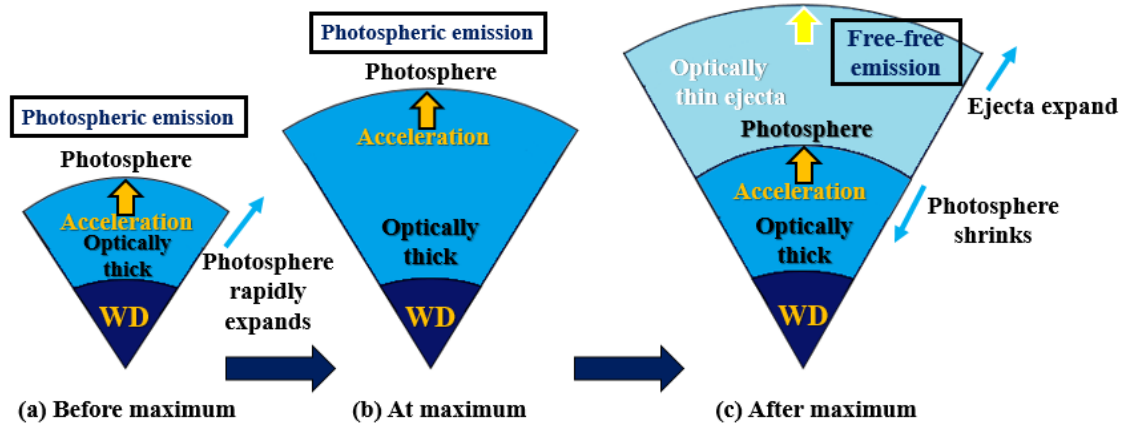 Photospheric emission
Photosphere
Acceleration
Optically
thick
WD
Photosphere
rapidly
expands
(a) Before maximum
Photospheric emission
Photosphere
Acceleration
Optically
thick
WD
(b) At maximum
Free-free
emission
Optically
thin ejecta
Ejecta expand
Photosphere
Acceleration
Optically
thick
Photosphere
shrinks
WD
(c) After maximum